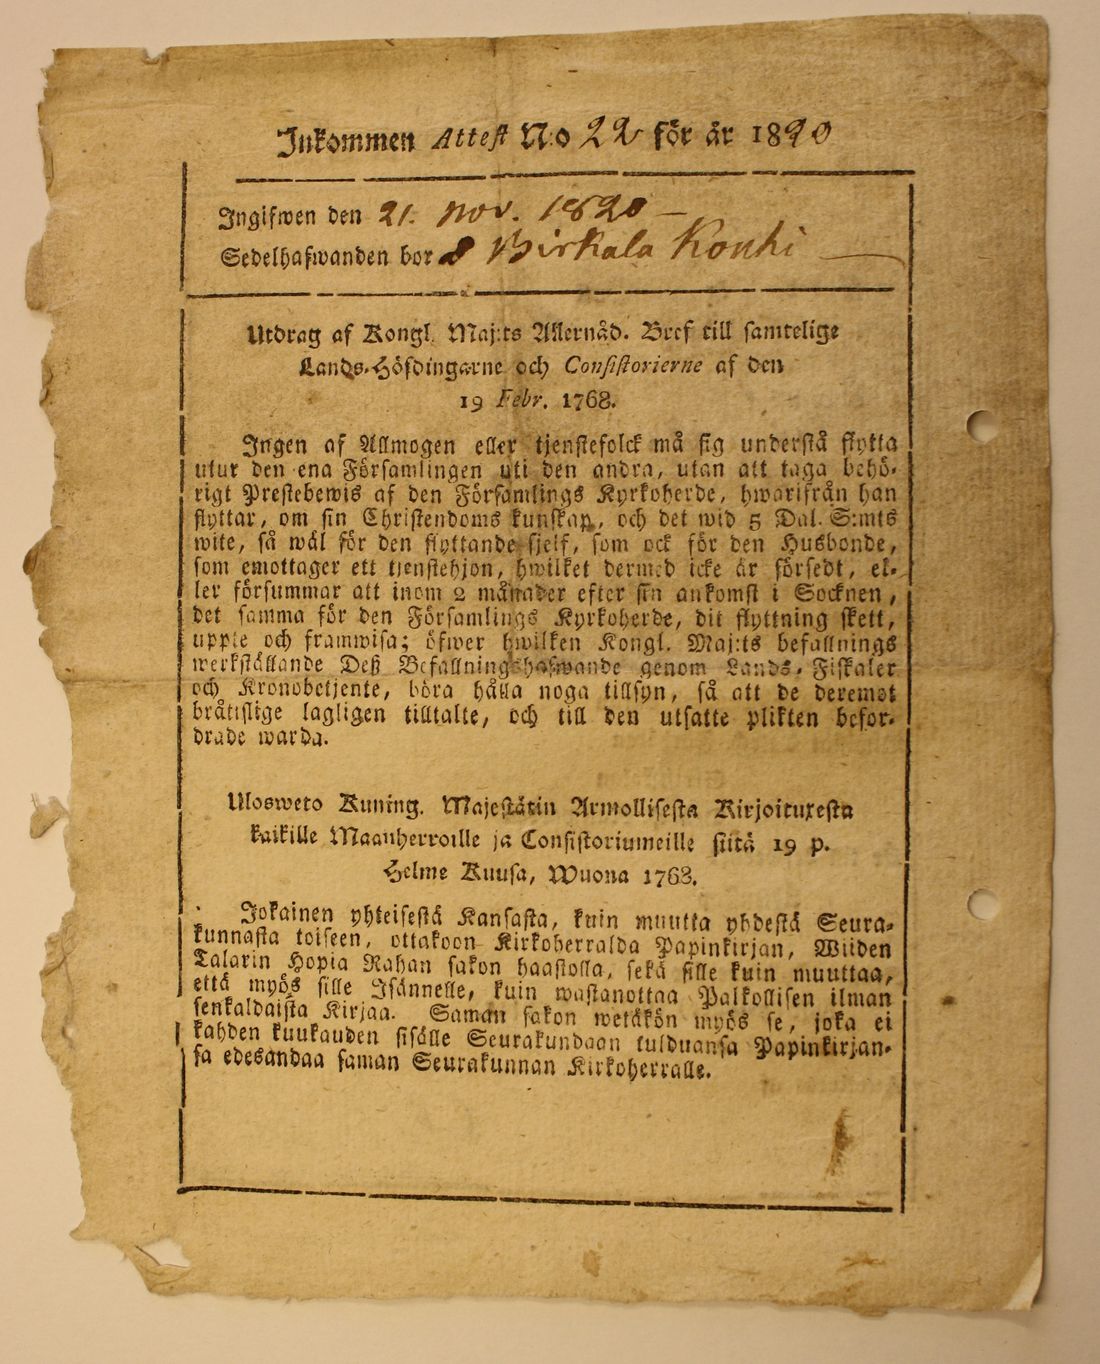 Inkommen Attest N:o 22 för år 1820
Ingifwen den 21. nov. 1820
Sedelhafwanden bor Birkala Kouhi
Utdrag af Kongl. Maj:ts Allernåd. Bref till samtelige
Lands-Höfdingarne och Consistorierne af den
19 Febr. 1768.
Ingen af Allmogen eller tjenstefolck må sig understå flytta
utur den ena Församlingen uti den andra, utan att taga behö-
rigt Prestebewis af den Församlings Kyrkoherde, hwarifrån han
flyttar, om sin Christendoms kunskap, och det wid 5 Dal. S:mts
wite, så wäl för den flyttande sjelf, som ock för den Husbonde,
som emottager ett tjenstehjon, hwilket dermed icke är försedt, el-
ler försummar att inom 2 månader efter sin ankomst i Socknen,
det samma för den Församlings Kyrkoherde, dit flyttning skett,
uppte och framwisa; öfwer hwilken Kongl. Maj:ts befallnings
werkställande Deß Befallningshafwande genom Lands-Fiskaler
och Kronobetjente, böra hålla noga tillsyn, så att de deremot
bråtislige lagligen tilltalte, och till den utsatte plikten befor-
drade warda.
Ulosweto Kuning. Majestätin Armollisesta Kirjoituxesta
kaikille Maanherroille ja Consistoriumeille siitä 19 p.
Helme Kuusa, Wuona 1768.
Jokainen yhteisestä Kansasta, kuin muutta yhdestä Seura-
kunnasta toiseen, ottakoon Kirkoherralda Papinkirjan, Wiiden
Talarin Hopia Rahan sakon haastolla, sekä sille kuin muuttaa,
että myös sille Isännelle, kuin wastanottaa Palkollisen ilman
senkaldaista Kirjaa. Saman sakon wetäkön myös se, joka ei
kahden kuukauden sisälle Seurakundaan tulduansa Papinkirjan-
sa edesandaa saman Seurakunnan Kirkoherralle.